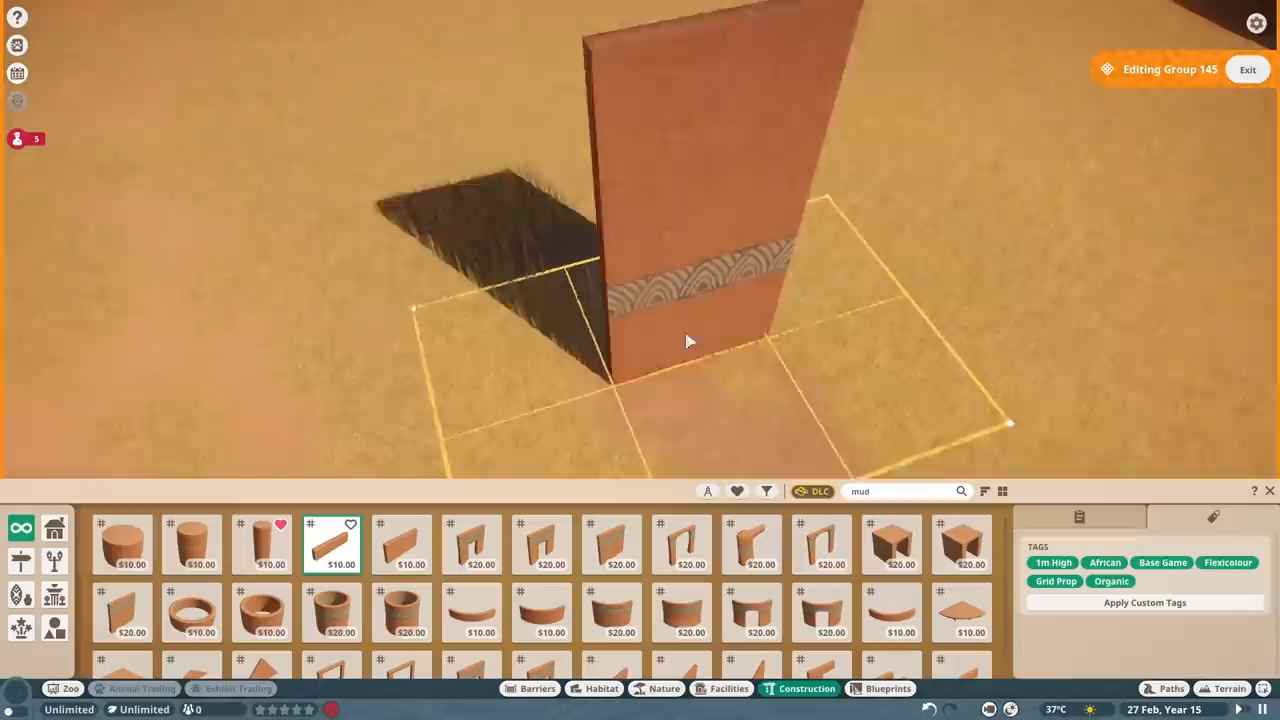 ?
Editing Group 145
Exit
5
DLC
mud
?
# $10.00
# $10.00
# $10.00
# $10.00
# $10.00
# $20.00
# $20.00
# $20.00
# $20.00
# $20.00
# $20.00
# $20.00
# $20.00
# $20.00
# $10.00
# $10.00
# $20.00
# $20.00
# $10.00
# $10.00
# $20.00
# $20.00
# $20.00
# $20.00
# $10.00
# $10.00
TAGS
1m High
African
Base Game
Flexicolour
Grid Prop
Organic
Apply Custom Tags
Zoo
Animal Trading
Exhibit Trading
Barriers
Habitat
Nature
Facilities
Construction
Blueprints
Paths
Terrain
Unlimited
Unlimited
0
37°C
27 Feb, Year 15